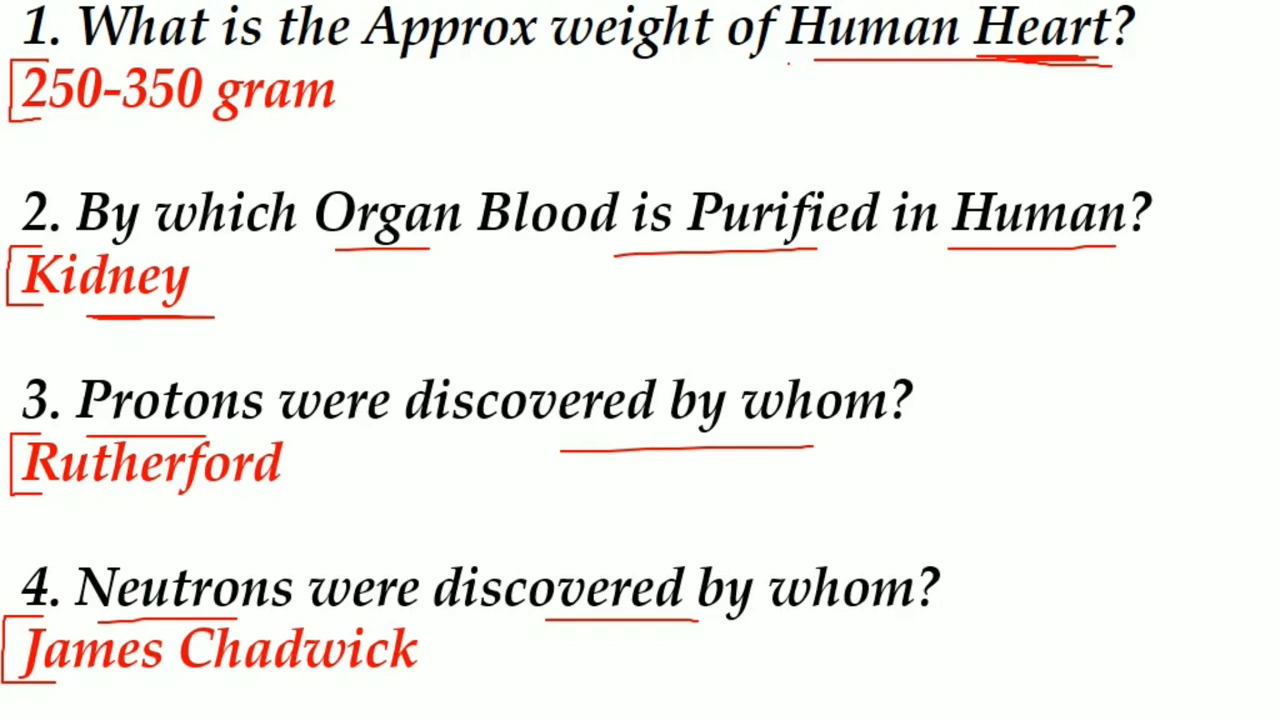 1. What is the Approx weight of Human Heart?
250-350 gram
2. By which Organ Blood is Purified in Human?
Kidney
3. Protons were discovered by whom?
Rutherford
4. Neutrons were discovered by whom?
James Chadwick